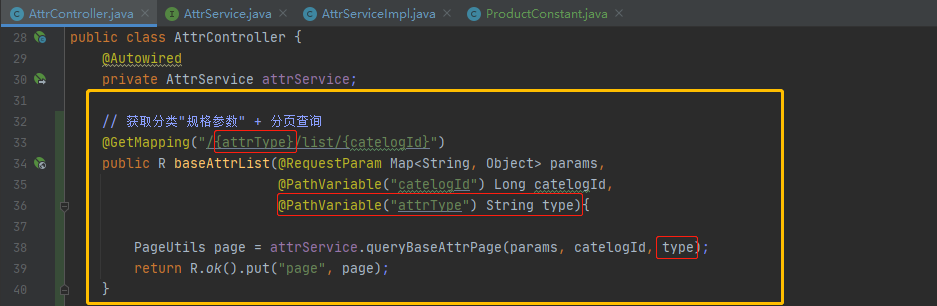 AttrController.java × AttrService.java × AttrServiceImpl.java × ProductConstant.java ×
28 public class AttrController {
29 @Autowired
30 private AttrService attrService;
31
32 // 获取分类"规格参数" + 分页查询
33 @GetMapping("/{attrType}/list/{catelogId}")
34 public R baseAttrList(@RequestParam Map<String, Object> params,
35 @PathVariable("catelogId") Long catelogId,
36 @PathVariable("attrType") String type){
37
38 PageUtils page = attrService.queryBaseAttrPage(params, catelogId, type);
39 return R.ok().put("page", page);
40 }